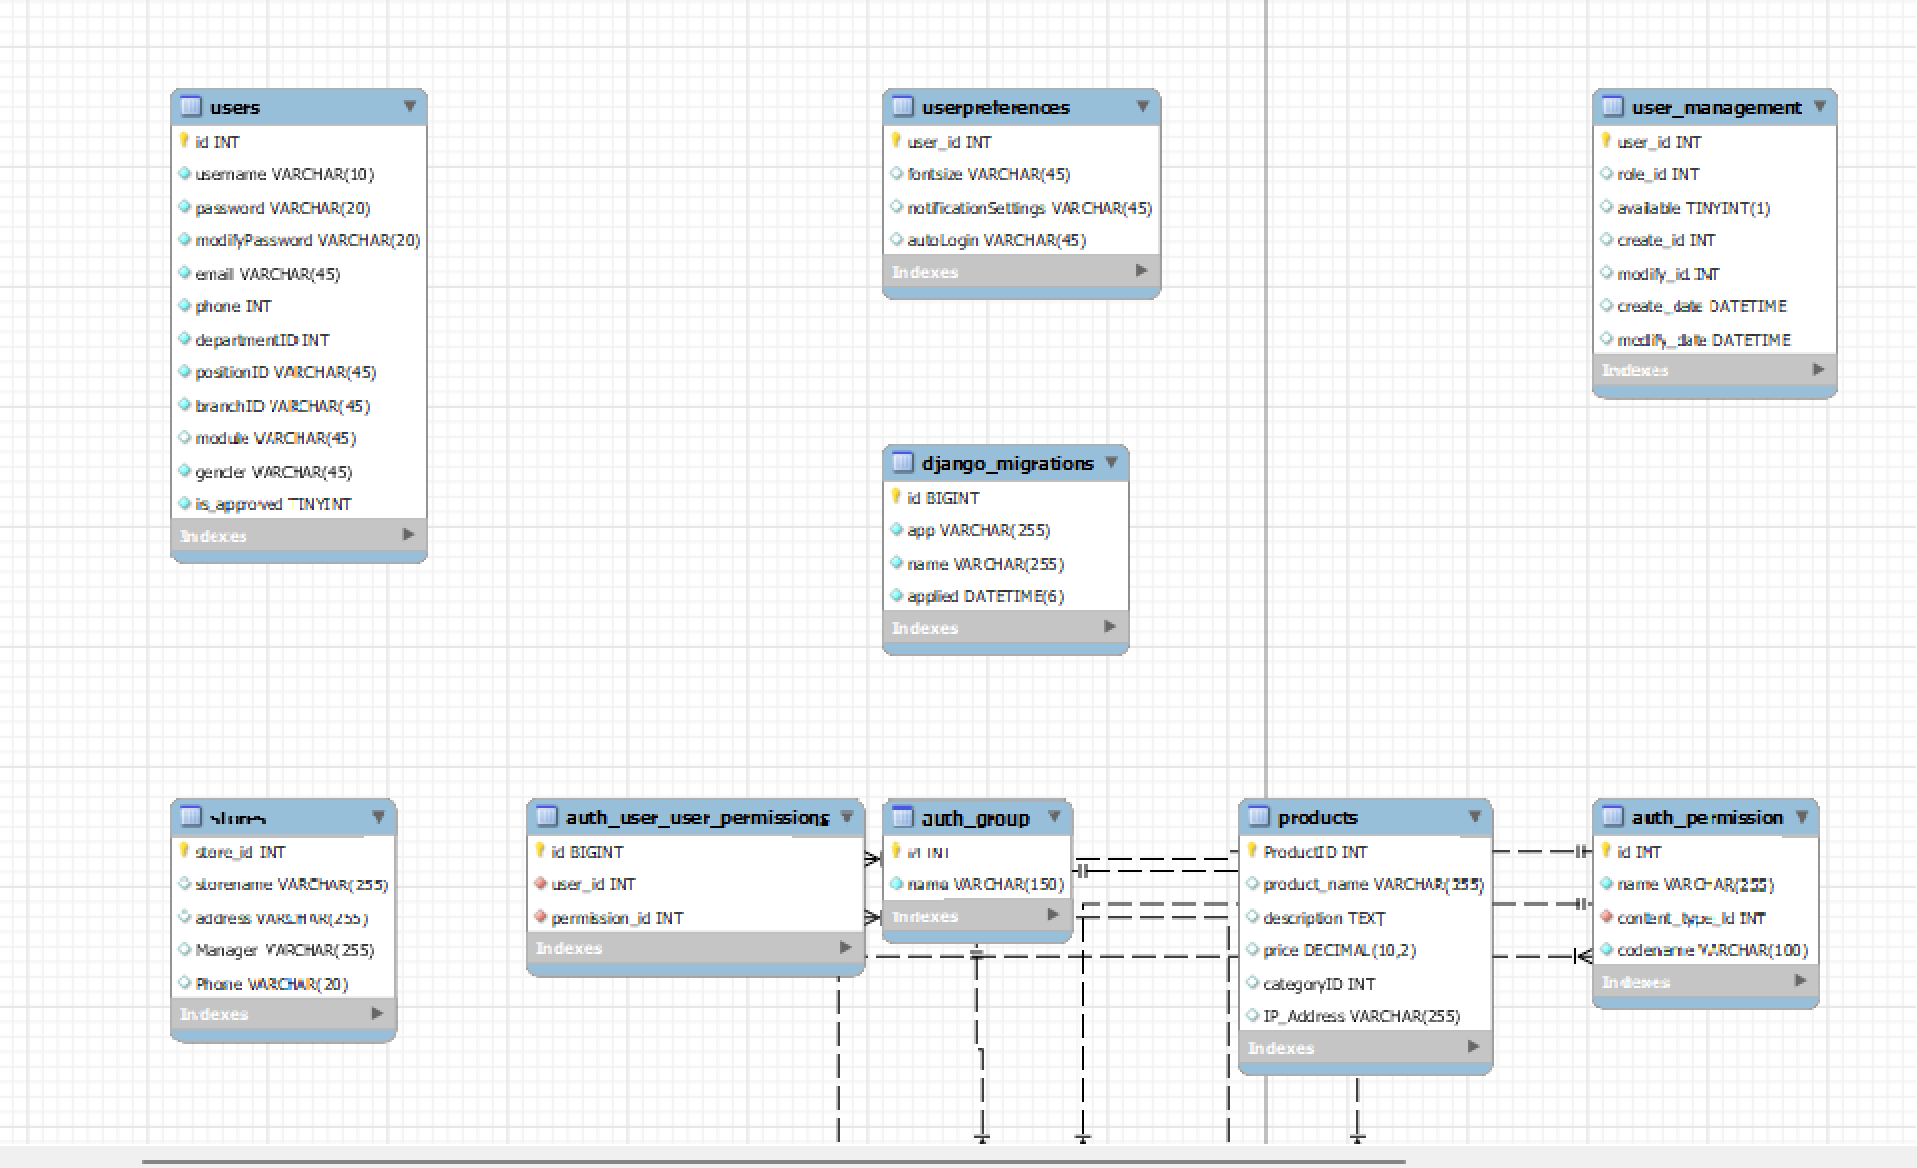 users
id INT
username VARCHAR(10)
password VARCHAR(20)
modifyPassword VARCHAR(20)
email VARCHAR(45)
phone INT
departmentID INT
positionID VARCHAR(45)
branchID VARCHAR(45)
module VARCHAR(45)
gender VARCHAR(45)
is_approved TINYINT
Indexes
userpreferences
user_id INT
fontsize VARCHAR(45)
notificationSettings VARCHAR(45)
autoLogin VARCHAR(45)
Indexes
user_management
user_id INT
role_id INT
available TINYINT(1)
create_id INT
modify_id INT
create_date DATETIME
modify_date DATETIME
Indexes
django_migrations
id BIGINT
app VARCHAR(255)
name VARCHAR(255)
applied DATETIME(6)
Indexes
stores
store_id INT
storename VARCHAR(255)
address VARCHAR(255)
Manager VARCHAR(255)
Phone VARCHAR(20)
Indexes
auth_user_user_permissions
id BIGINT
user_id INT
permission_id INT
Indexes
auth_group
id INT
name VARCHAR(150)
Indexes
products
ProductID INT
product_name VARCHAR(255)
description TEXT
price DECIMAL(10,2)
categoryID INT
IP_Address VARCHAR(255)
Indexes
auth_permission
id INT
name VARCHAR(255)
content_type_id INT
codename VARCHAR(100)
Indexes